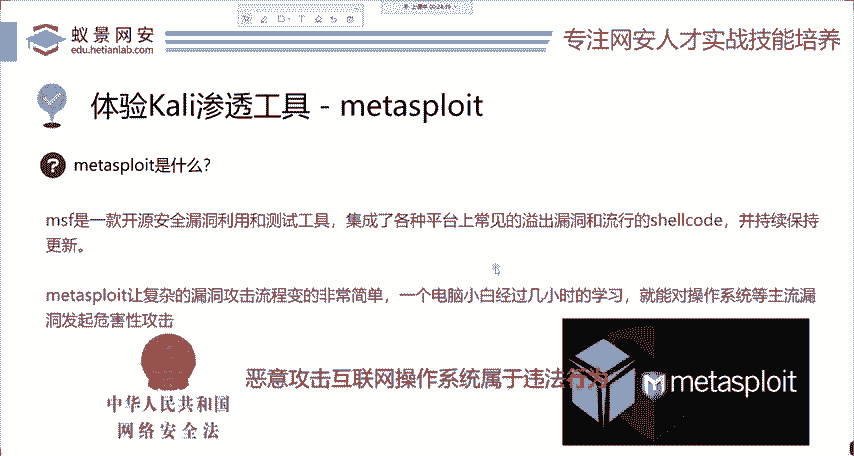 上课中 00:24:39
蚁景网安
edu.hetianlab.com
专注网安人才实战技能培养
体验Kali渗透工具 - metasploit
? metasploit是什么?
msf是一款开源安全漏洞利用和测试工具，集成了各种平台上常见的溢出漏洞和流行的shellcode，并持续保持
更新。
metasploit让复杂的漏洞攻击流程变的非常简单，一个电脑小白经过几小时的学习，就能对操作系统等主流漏
洞发起危害性攻击
恶意攻击互联网操作系统属于违法行为
中华人民共和国
网络安全法
M metasploit